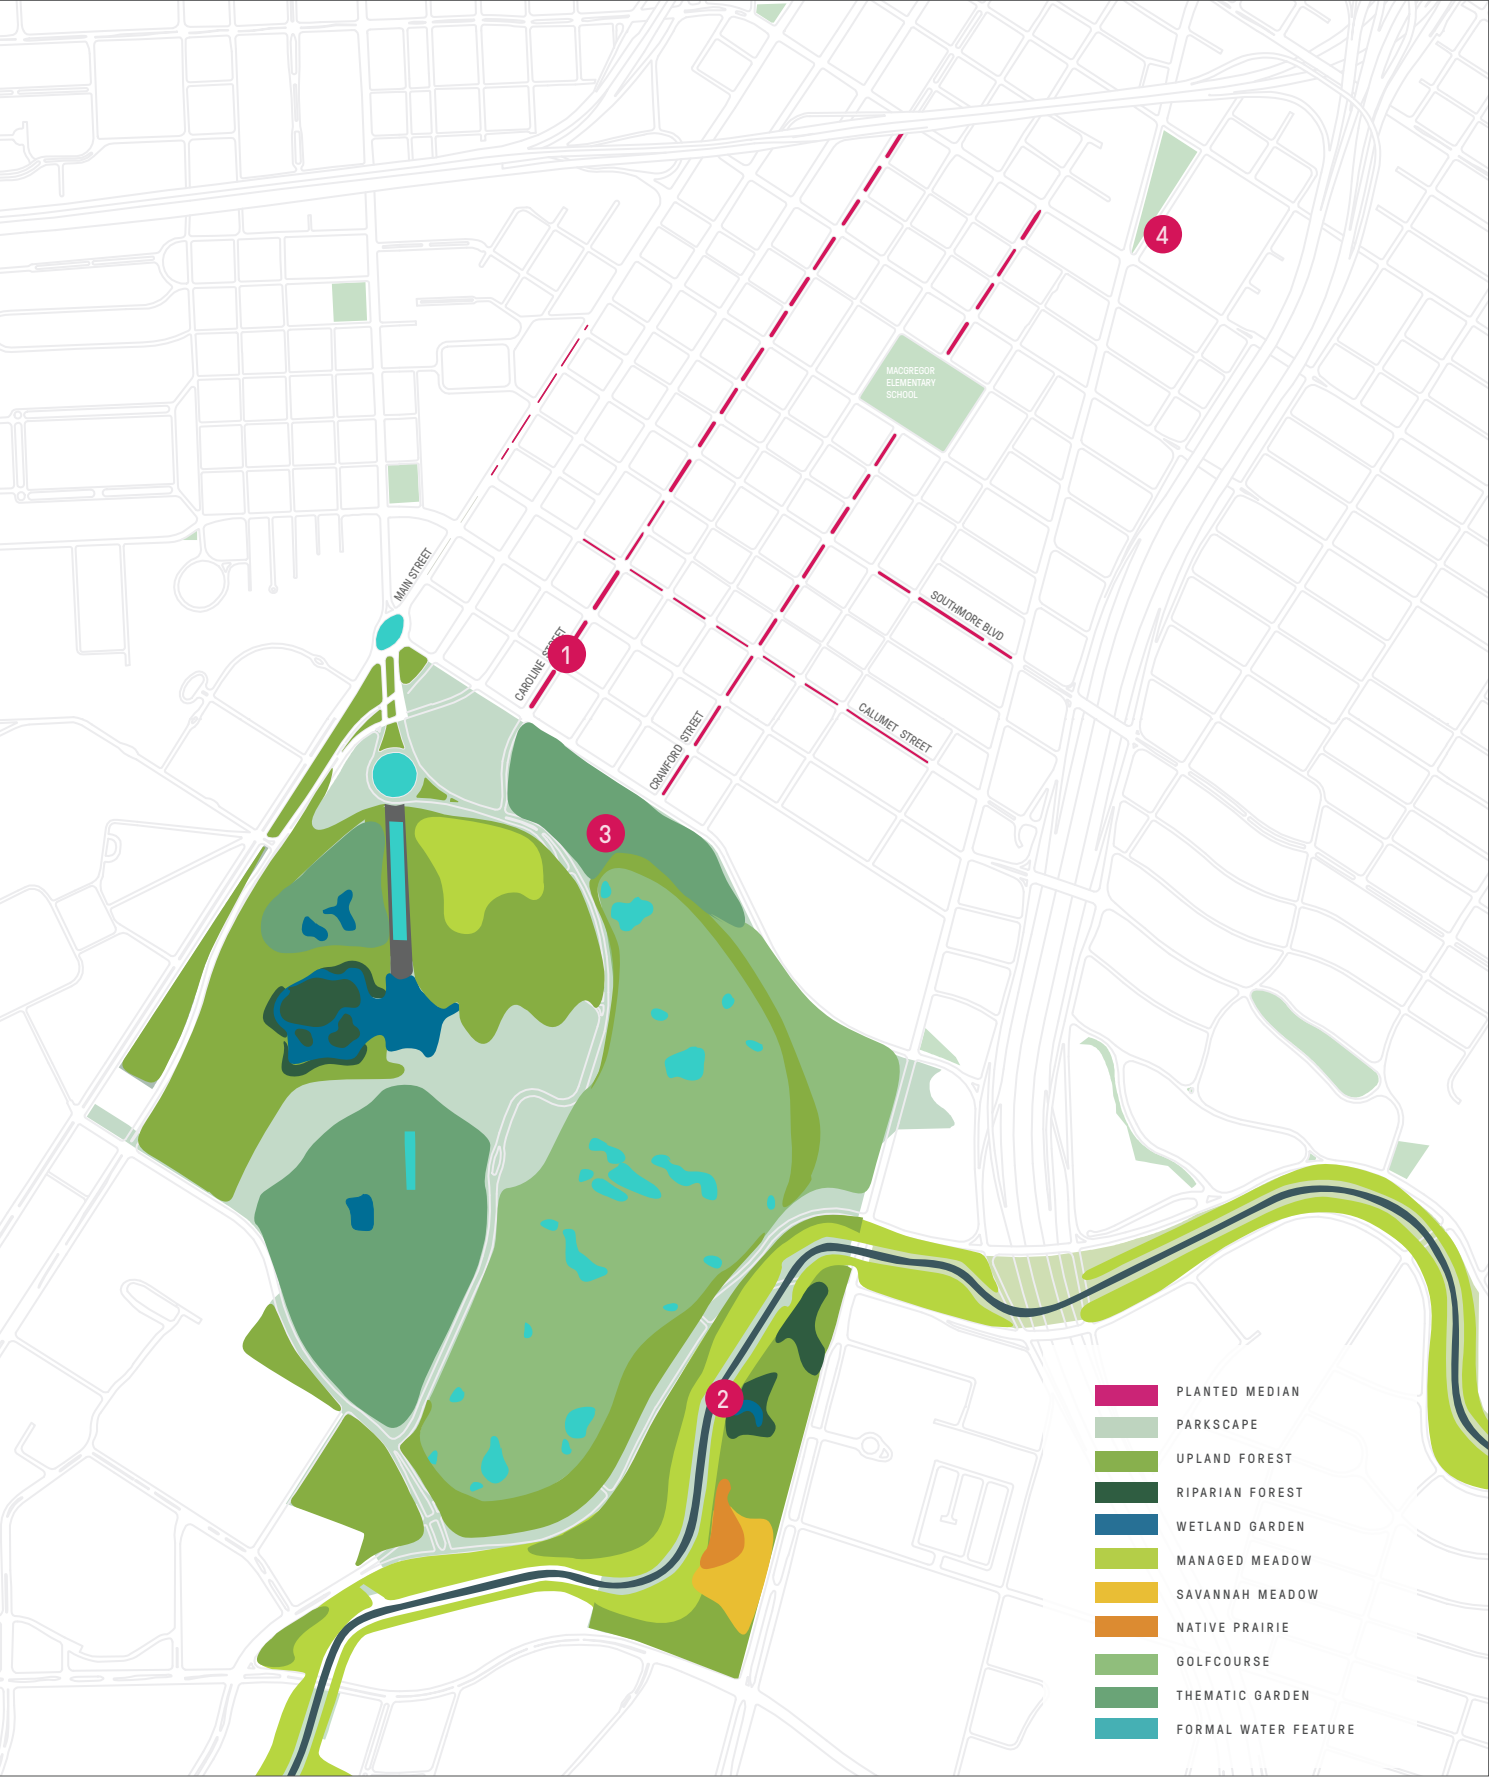 4
MACGREGOR
ELEMENTARY
SCHOOL
MAIN STREET
SOUTHMORE BLVD
CAROLINE STREET
1
CALUMET STREET
CRAWFORD STREET
3
2
PLANTED MEDIAN
PARKSCAPE
UPLAND FOREST
RIPARIAN FOREST
WETLAND GARDEN
MANAGED MEADOW
SAVANNAH MEADOW
NATIVE PRAIRIE
GOLFCOURSE
THEMATIC GARDEN
FORMAL WATER FEATURE